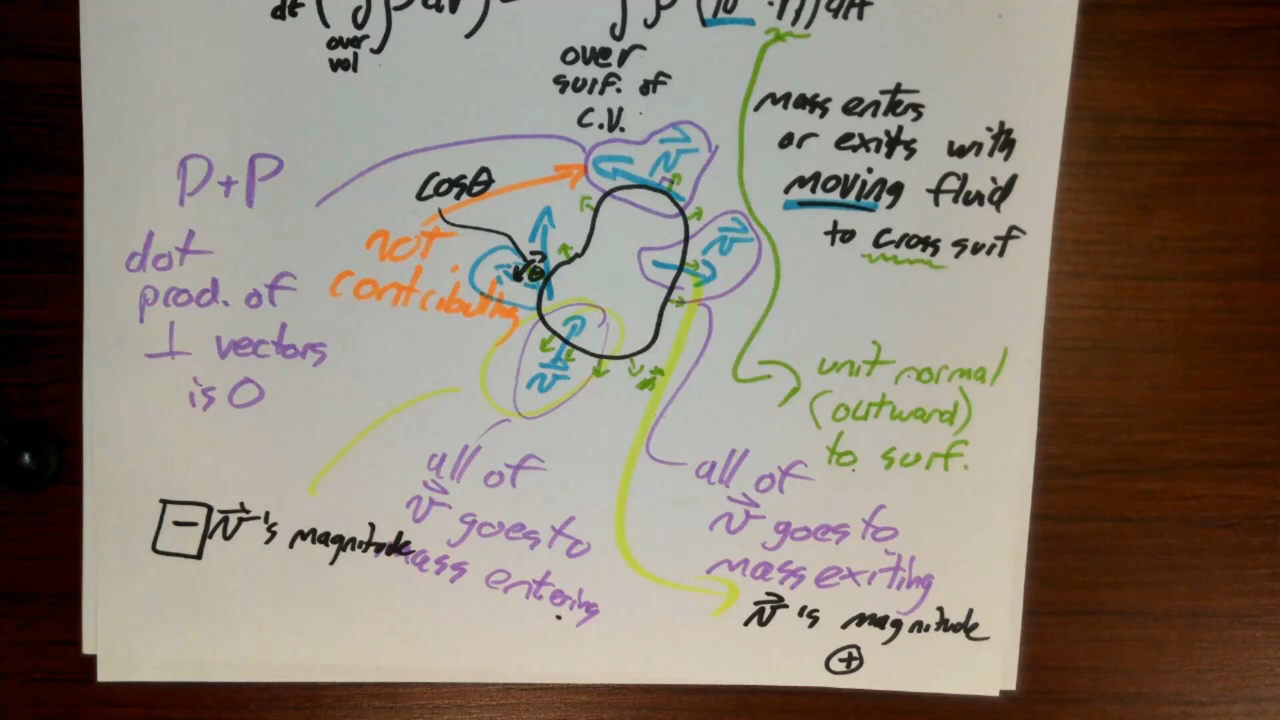 dt
over
vol
over
surf. of
C.V.
mass enters
or exits with
moving fluid
to cross surf
P+P
cosθ
not
contributing
dot
prod. of
⊥ vectors
is 0
unit normal
(outward)
to surf.
all of
v⃗ goes to
mass entering
all of
v⃗ goes to
mass exiting
− v⃗'s magnitude
v⃗'s magnitude
+
v⃗
v⃗
v⃗
θ